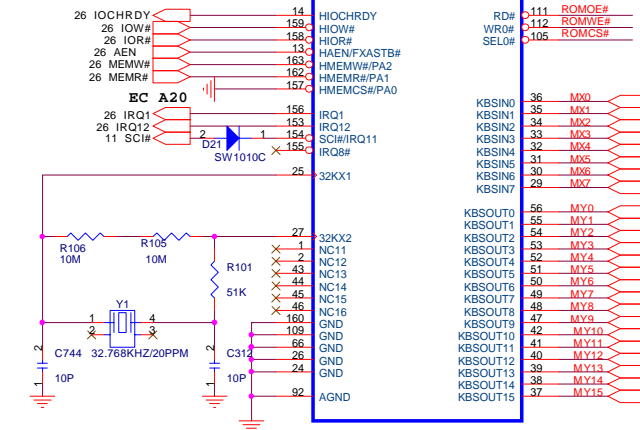 26 IOCHRDY 14 HIOCHRDY RD# 111 ROMOE#
26 IOW# 159 HIOW# WR0# 112 ROMWE#
26 IOR# 158 HIOR# SEL0# 105 ROMCS#
26 AEN 13 HAEN/FXASTB#
26 MEMW# 163 HMEMW#/PA2
26 MEMR# 162 HMEMR#/PA1
157 HMEMCS#/PA0
EC A20
KBSIN0 36 MX0
26 IRQ1 156 IRQ1 KBSIN1 35 MX1
26 IRQ12 153 IRQ12 KBSIN2 34 MX2
11 SCI# 2 1 154 SCI#/IRQ11 KBSIN3 33 MX3
D21
155 IRQ8# KBSIN4 32 MX4
SW1010C
KBSIN5 31 MX5
25 32KX1 KBSIN6 30 MX6
KBSIN7 29 MX7
KBSOUT0 56 MY0
KBSOUT1 55 MY1
27 32KX2 KBSOUT2 54 MY2
R106 R105
1 NC11 KBSOUT3 53 MY3
10M 10M
2 NC12 KBSOUT4 52 MY4
R101
43 NC13 KBSOUT5 51 MY5
44 NC14 KBSOUT6 50 MY6
51K
45 NC15 KBSOUT7 49 MY7
Y1
46 NC16 KBSOUT8 48 MY8
1 4 160 GND KBSOUT9 47 MY9
2 3 109 GND KBSOUT10 42 MY10
2 2 66 GND KBSOUT11 41 MY11
C744 32.768KHZ/20PPM C312 26 GND KBSOUT12 40 MY12
24 GND KBSOUT13 39 MY13
1 10P 1 10P KBSOUT14 38 MY14
92 AGND KBSOUT15 37 MY15